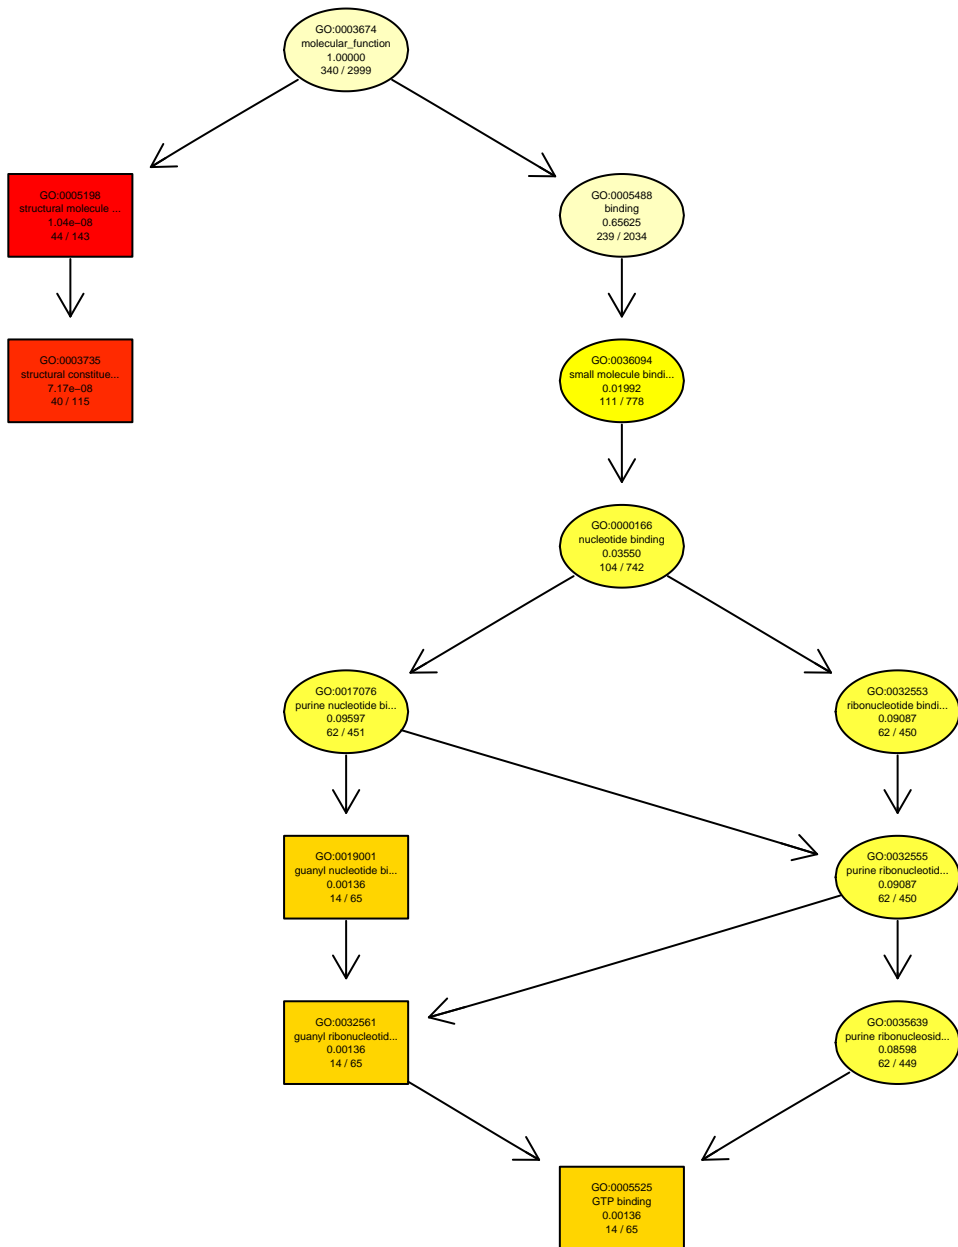 GO:0003674
molecular_function
1.00000
340 / 2999
GO:0005198
structural molecule ...
1.04e−08
44 / 143
GO:0005488
binding
0.65625
239 / 2034
GO:0003735
structural constitue...
7.17e−08
40 / 115
GO:0036094
small molecule bindi...
0.01992
111 / 778
GO:0000166
nucleotide binding
0.03550
104 / 742
GO:0017076
purine nucleotide bi...
0.09597
62 / 451
GO:0032553
ribonucleotide bindi...
0.09087
62 / 450
GO:0019001
guanyl nucleotide bi...
0.00136
14 / 65
GO:0032555
purine ribonucleotid...
0.09087
62 / 450
GO:0032561
guanyl ribonucleotid...
0.00136
14 / 65
GO:0035639
purine ribonucleosid...
0.08598
62 / 449
GO:0005525
GTP binding
0.00136
14 / 65